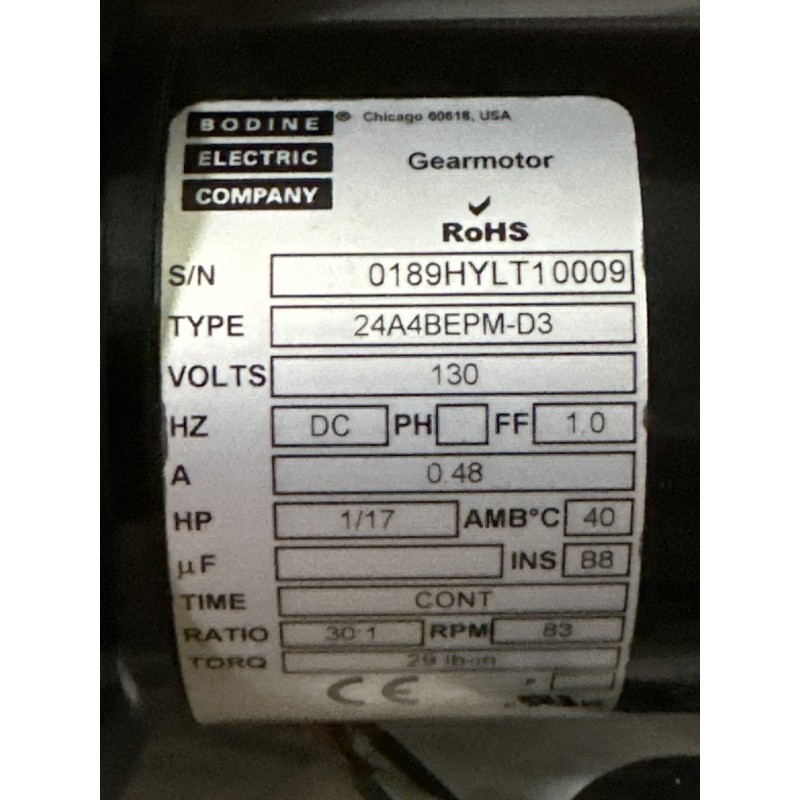 BODINE ® Chicago 60618, USA
ELECTRIC Gearmotor
COMPANY
RoHS
S/N 0189HYLT10009
TYPE 24A4BEPM-D3
VOLTS 130
HZ DC PH FF 1.0
A 0.48
HP 1/17 AMB°C 40
µF INS B8
TIME CONT
RATIO 30:1 RPM 83
TORQ 29 lb-in
CE